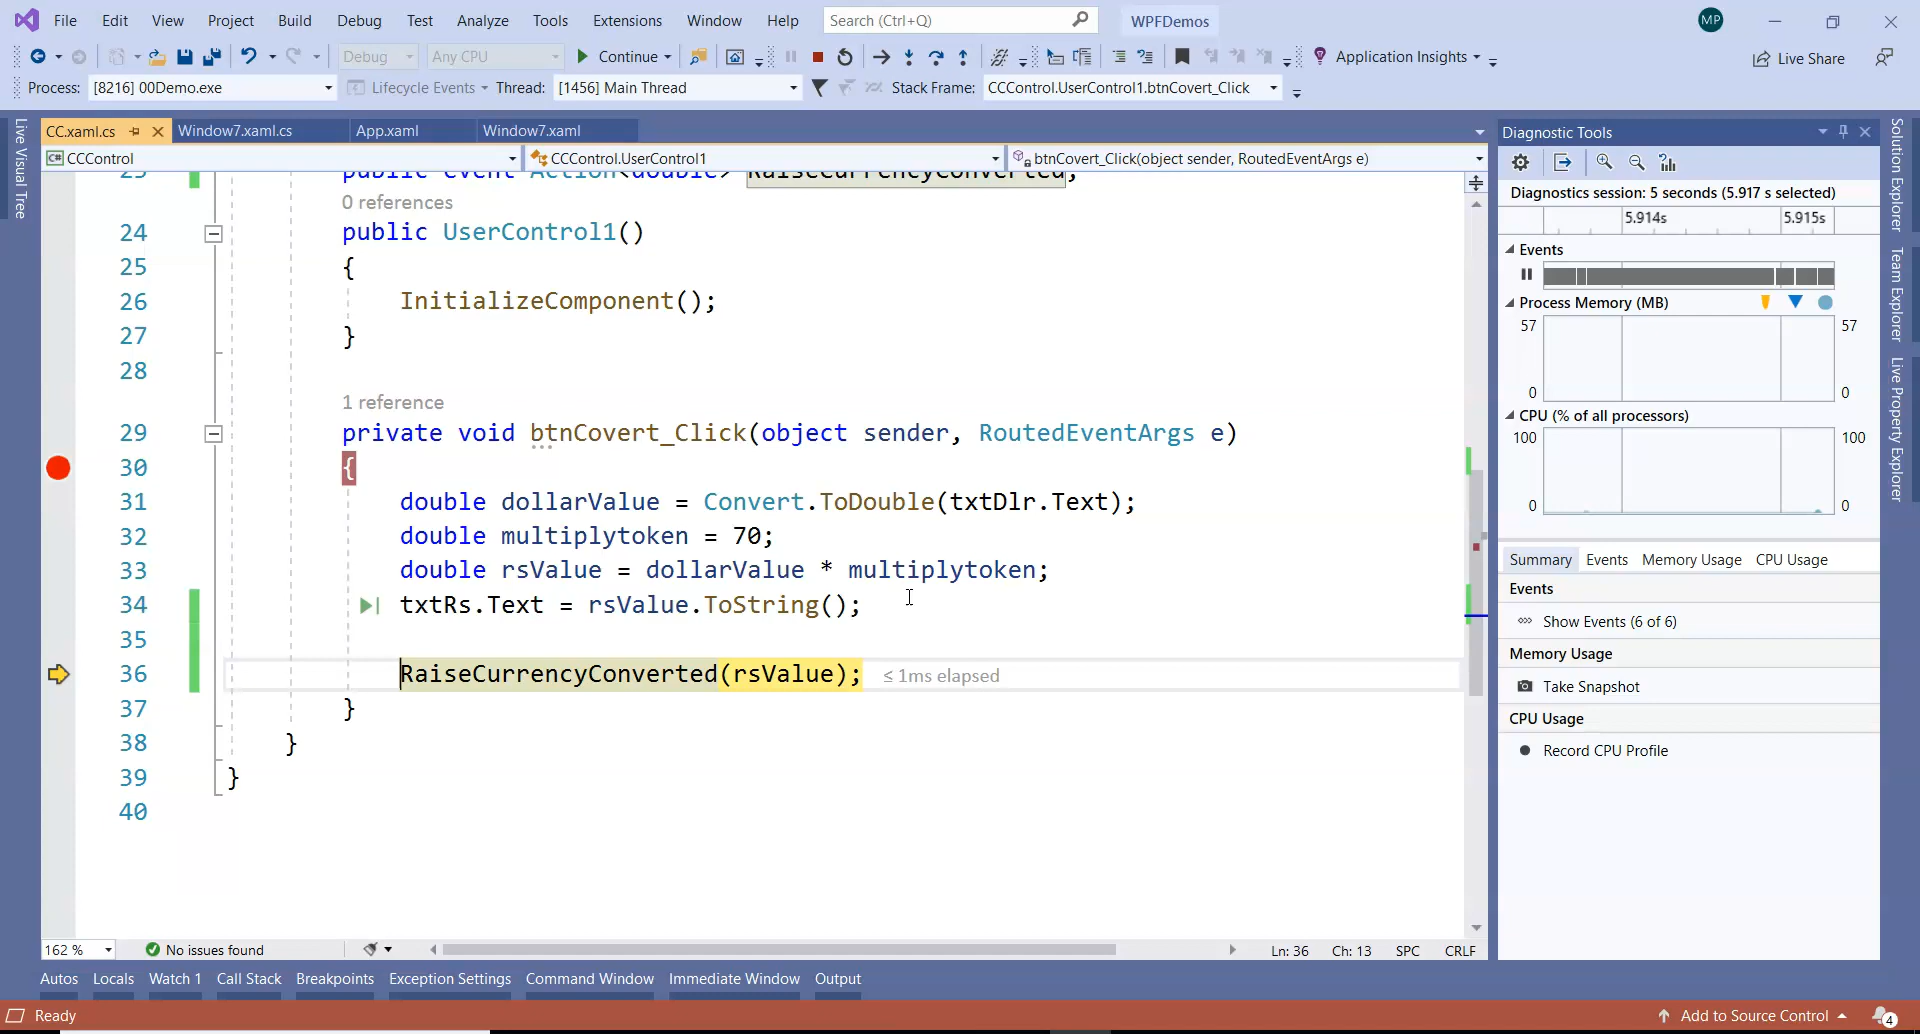 File Edit View Project Build Debug Test Analyze Tools Extensions Window Help Search (Ctrl+Q) WPFDemos MP
Debug Any CPU Continue Application Insights Live Share
Process: [8216] 00Demo.exe Lifecycle Events Thread: [1456] Main Thread Stack Frame: CCControl.UserControl1.btnCovert_Click
Live Visual Tree
CC.xaml.cs Window7.xaml.cs App.xaml Window7.xaml
C# CCControl CCControl.UserControl1 btnCovert_Click(object sender, RoutedEventArgs e)
23 public event Action<double> RaiseCurrencyConverted;
0 references
24 public UserControl1()
25 {
26 InitializeComponent();
27 }
28
1 reference
29 private void btnCovert_Click(object sender, RoutedEventArgs e)
30 {
31 double dollarValue = Convert.ToDouble(txtDlr.Text);
32 double multiplytoken = 70;
33 double rsValue = dollarValue * multiplytoken;
34 txtRs.Text = rsValue.ToString();
35
36 RaiseCurrencyConverted(rsValue); ≤ 1ms elapsed
37 }
38 }
39 }
40
162 % No issues found Ln: 36 Ch: 13 SPC CRLF
Diagnostic Tools
Diagnostics session: 5 seconds (5.917 s selected)
5.914s 5.915s
Events
Process Memory (MB)
57 57
0 0
CPU (% of all processors)
100 100
0 0
Summary Events Memory Usage CPU Usage
Events
Show Events (6 of 6)
Memory Usage
Take Snapshot
CPU Usage
Record CPU Profile
Solution Explorer
Team Explorer
Live Property Explorer
Autos Locals Watch 1 Call Stack Breakpoints Exception Settings Command Window Immediate Window Output
Ready Add to Source Control 4